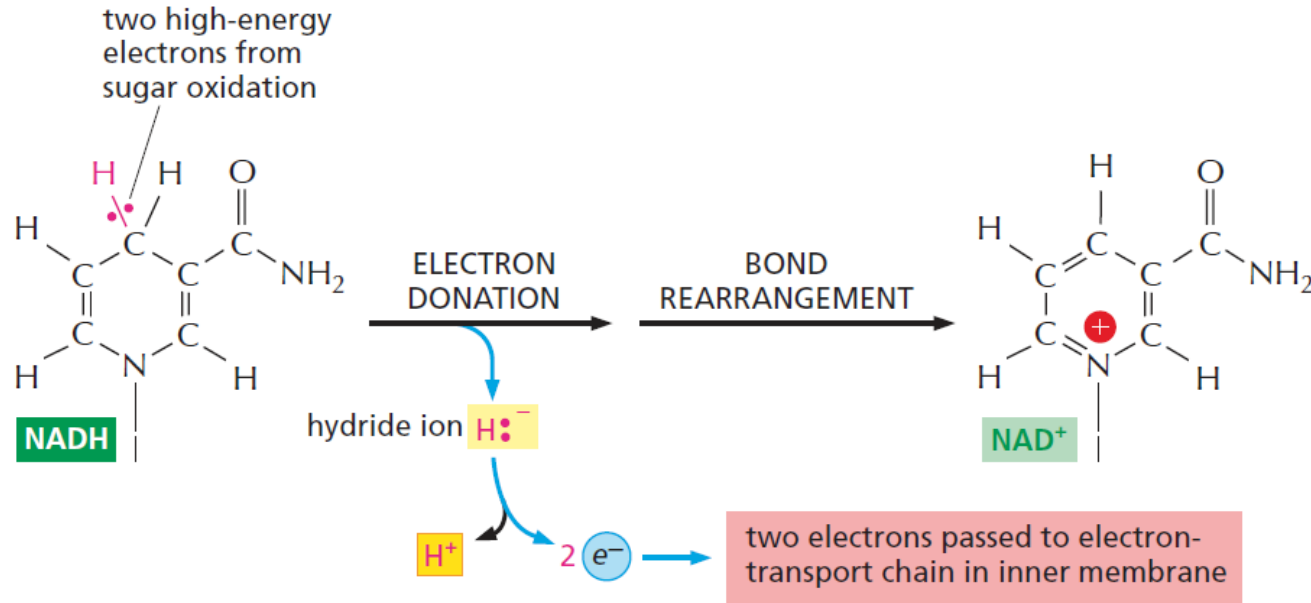 two high-energy
electrons from
sugar oxidation
H H O
H C C
C C NH₂
C C
H N H
NADH
ELECTRON
DONATION
BOND
REARRANGEMENT
hydride ion H:⁻
H⁺ 2 e⁻
two electrons passed to electron-
transport chain in inner membrane
H O
H C C
C C NH₂
C + C
H N H
NAD⁺